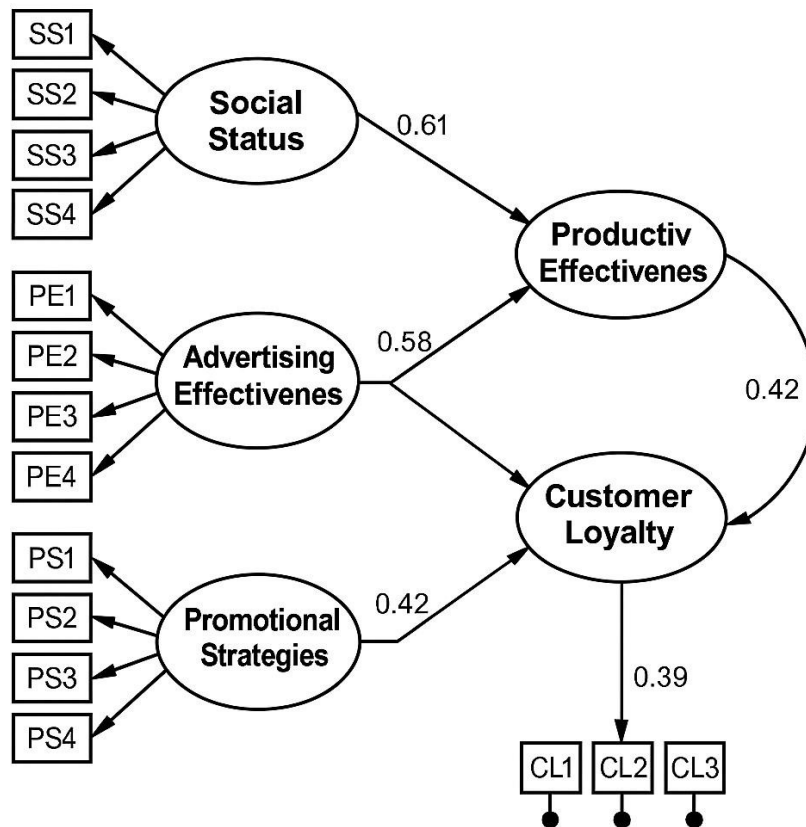 SS1
SS2
SS3
SS4
Social
Status
0.61
Productiv
Effectivenes
PE1
PE2
PE3
PE4
Advertising
Effectivenes
0.58
0.42
Customer
Loyalty
PS1
PS2
PS3
PS4
Promotional
Strategies
0.42
0.39
CL1
CL2
CL3